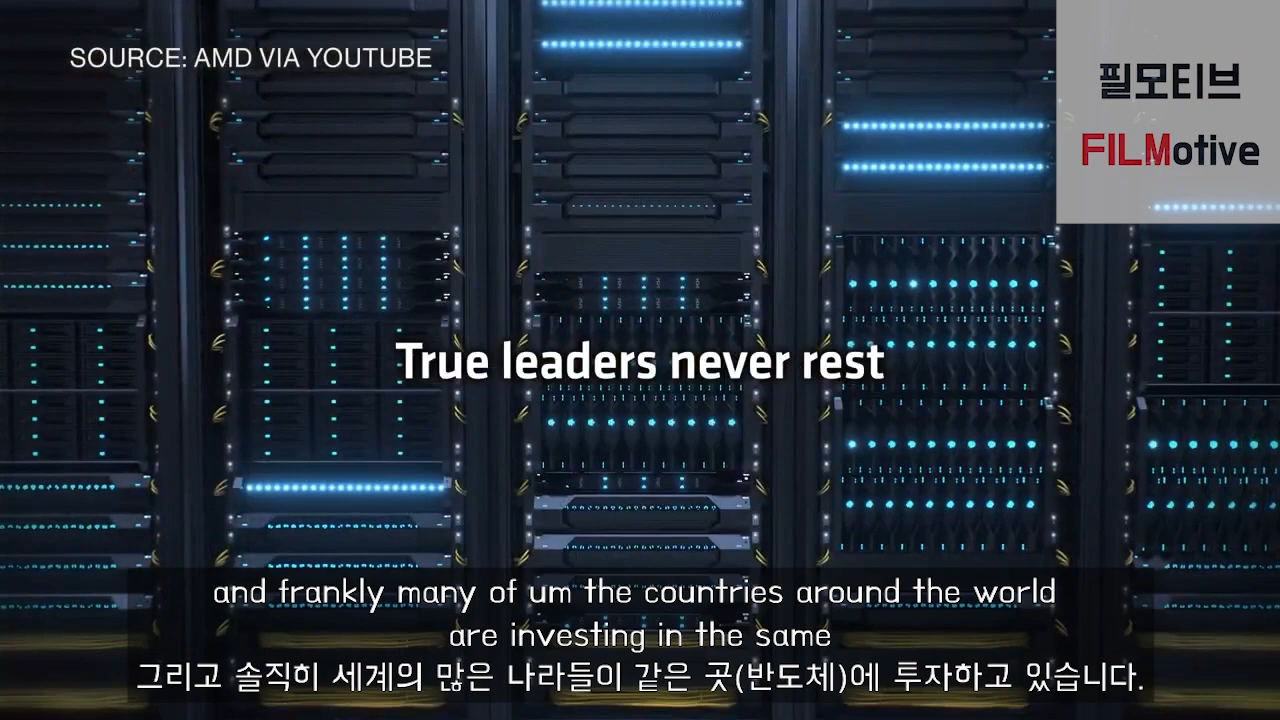 SOURCE: AMD VIA YOUTUBE
필모티브
FILMotive
True leaders never rest
and frankly many of um the countries around the world
are investing in the same
그리고 솔직히 세계의 많은 나라들이 같은 곳(반도체)에 투자하고 있습니다.